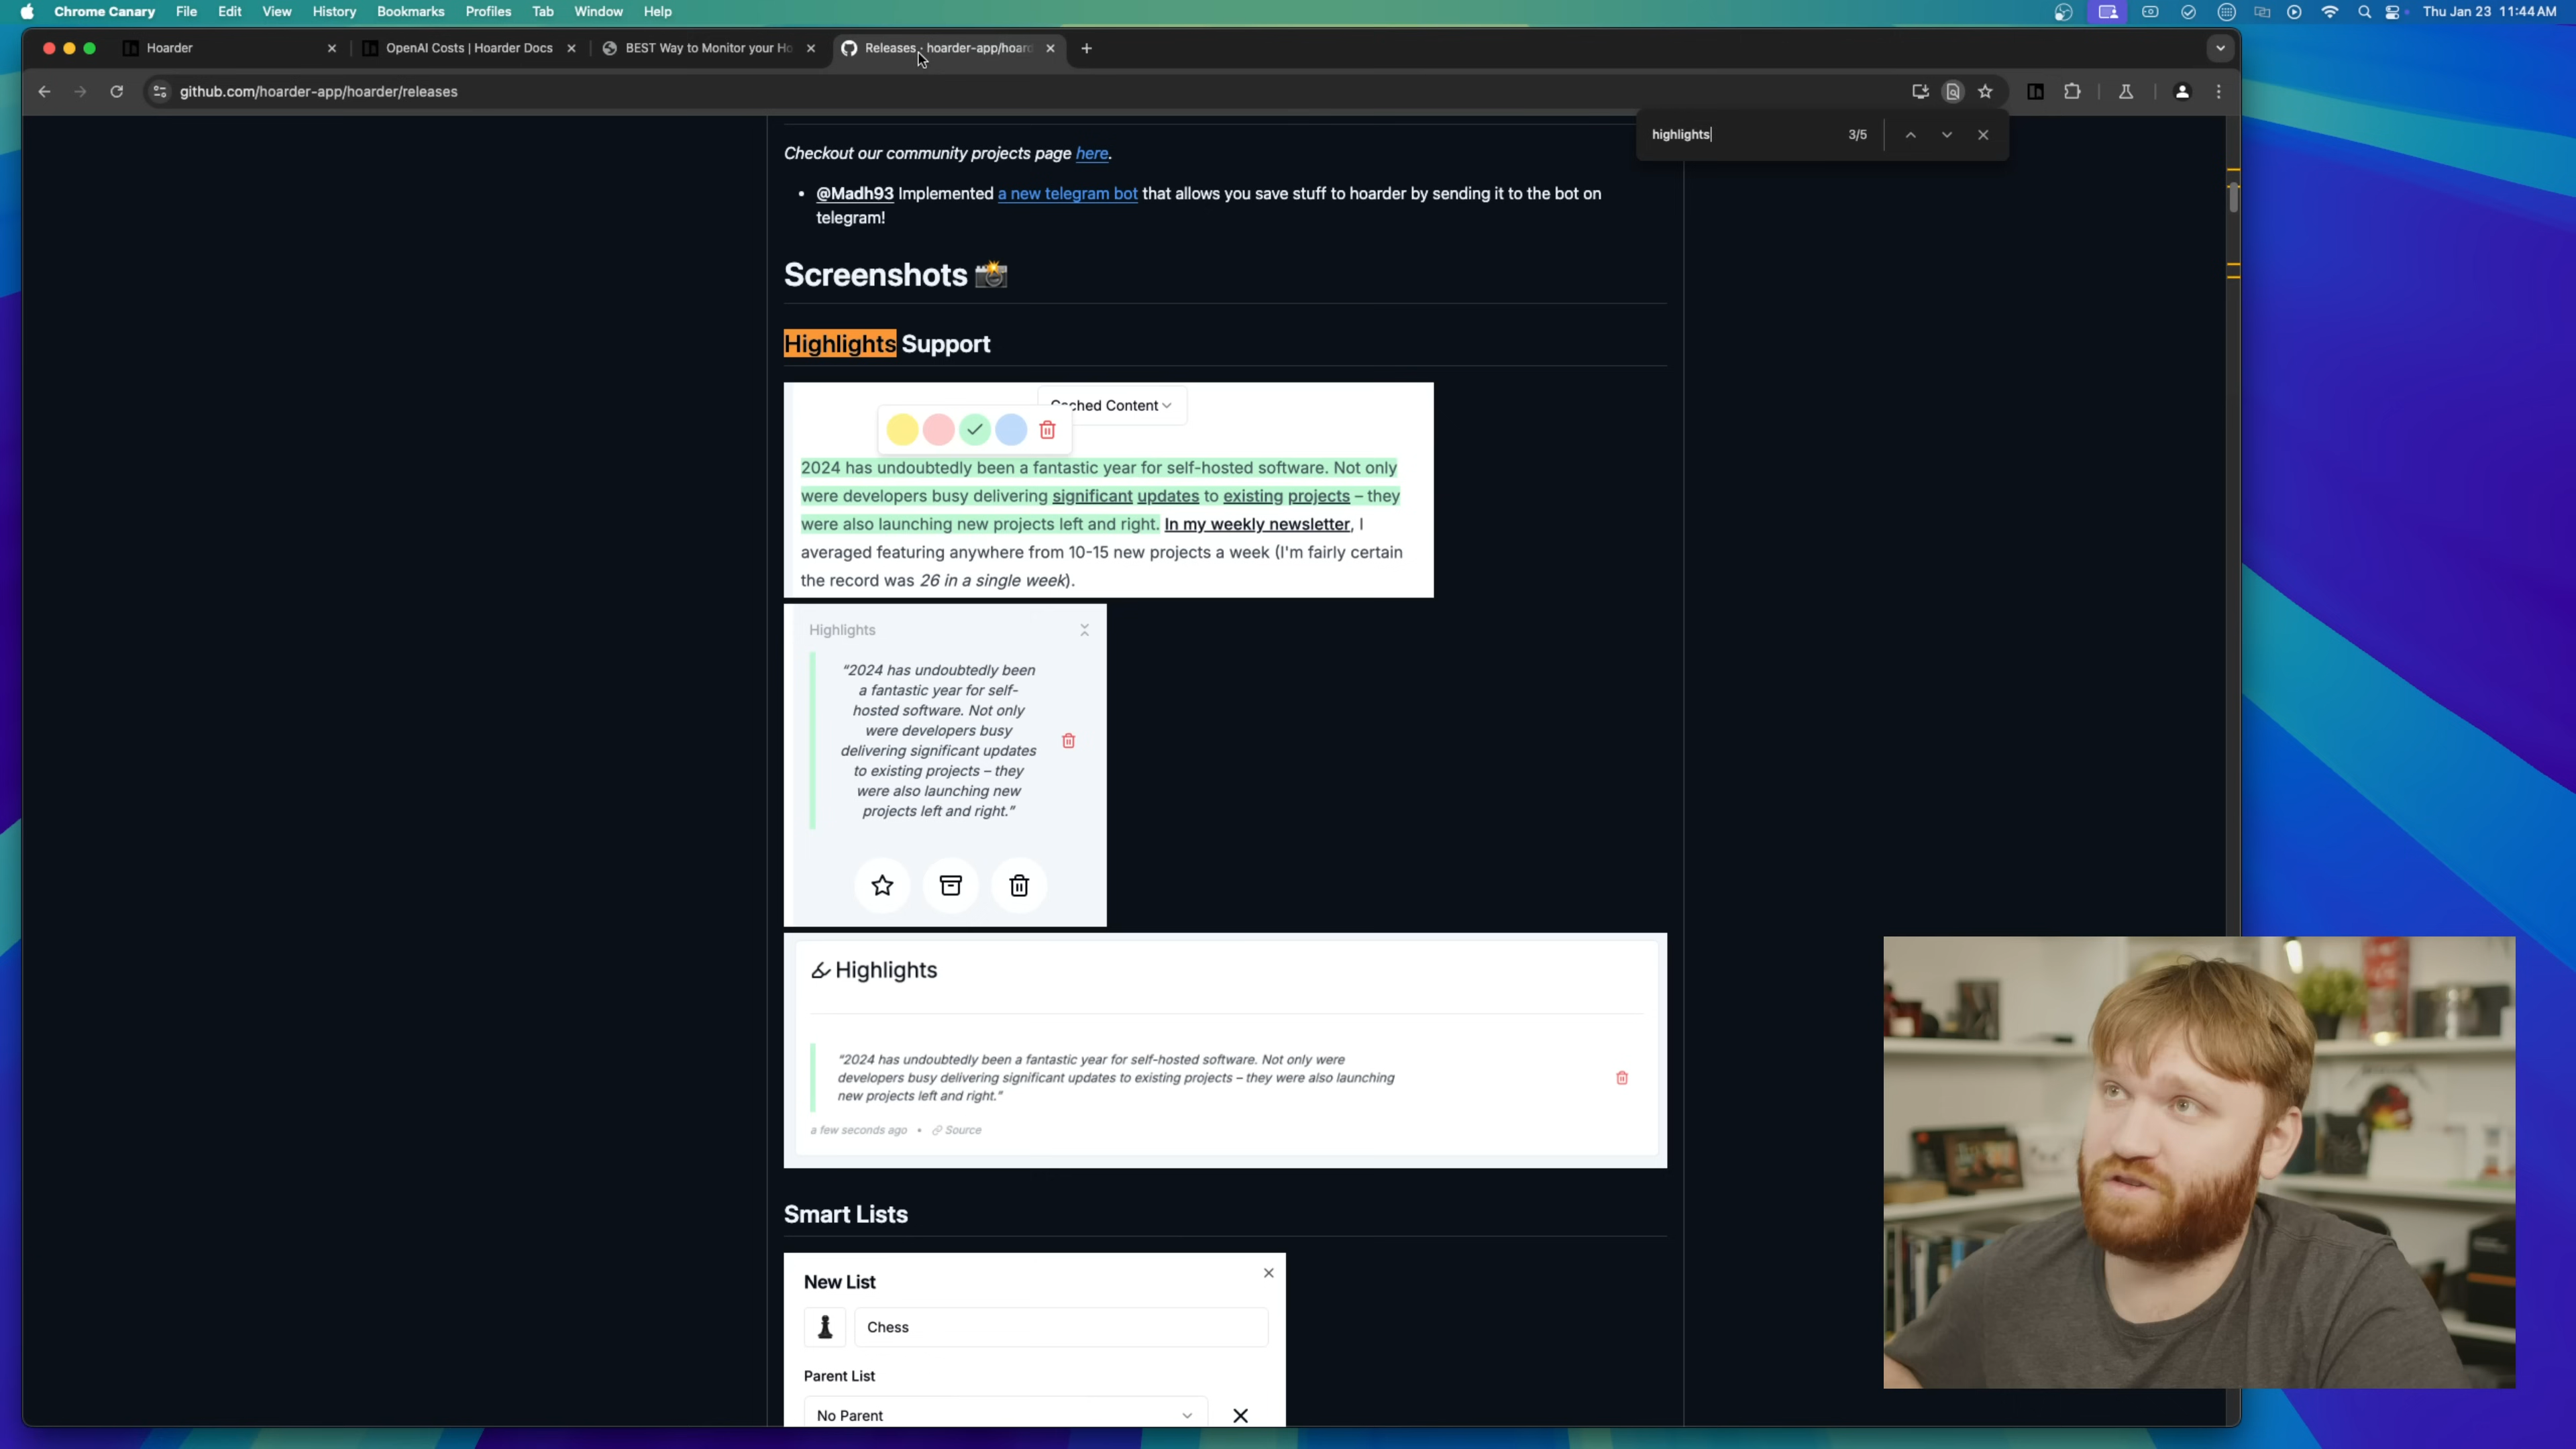 Chrome Canary File Edit View History Bookmarks Profiles Tab Window Help Thu Jan 23 11:44 AM
Hoarder OpenAI Costs | Hoarder Docs BEST Way to Monitor your Ho Releases · hoarder-app/hoard
github.com/hoarder-app/hoarder/releases
highlights 3/5
Checkout our community projects page here.
• @Madh93 Implemented a new telegram bot that allows you save stuff to hoarder by sending it to the bot on
telegram!
Screenshots 📸
Highlights Support
Cached Content
2024 has undoubtedly been a fantastic year for self-hosted software. Not only
were developers busy delivering significant updates to existing projects – they
were also launching new projects left and right. In my weekly newsletter, I
averaged featuring anywhere from 10-15 new projects a week (I'm fairly certain
the record was 26 in a single week).
Highlights
“2024 has undoubtedly been
a fantastic year for self-
hosted software. Not only
were developers busy
delivering significant updates
to existing projects – they
were also launching new
projects left and right.”
Highlights
“2024 has undoubtedly been a fantastic year for self-hosted software. Not only were
developers busy delivering significant updates to existing projects – they were also launching
new projects left and right.”
a few seconds ago • Source
Smart Lists
New List
Chess
Parent List
No Parent